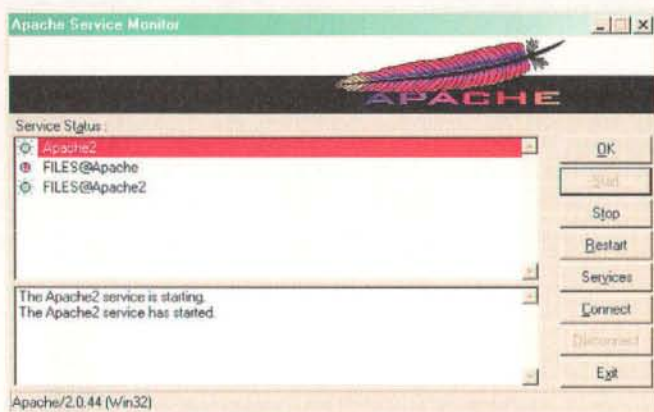 Apache Service Monitor
APACHE
Service Status :
Apache2
FILES@Apache
FILES@Apache2
OK
Start
Stop
Restart
Services
Connect
Disconnect
Exit
The Apache2 service is starting.
The Apache2 service has started.
Apache/2.0.44 (Win32)